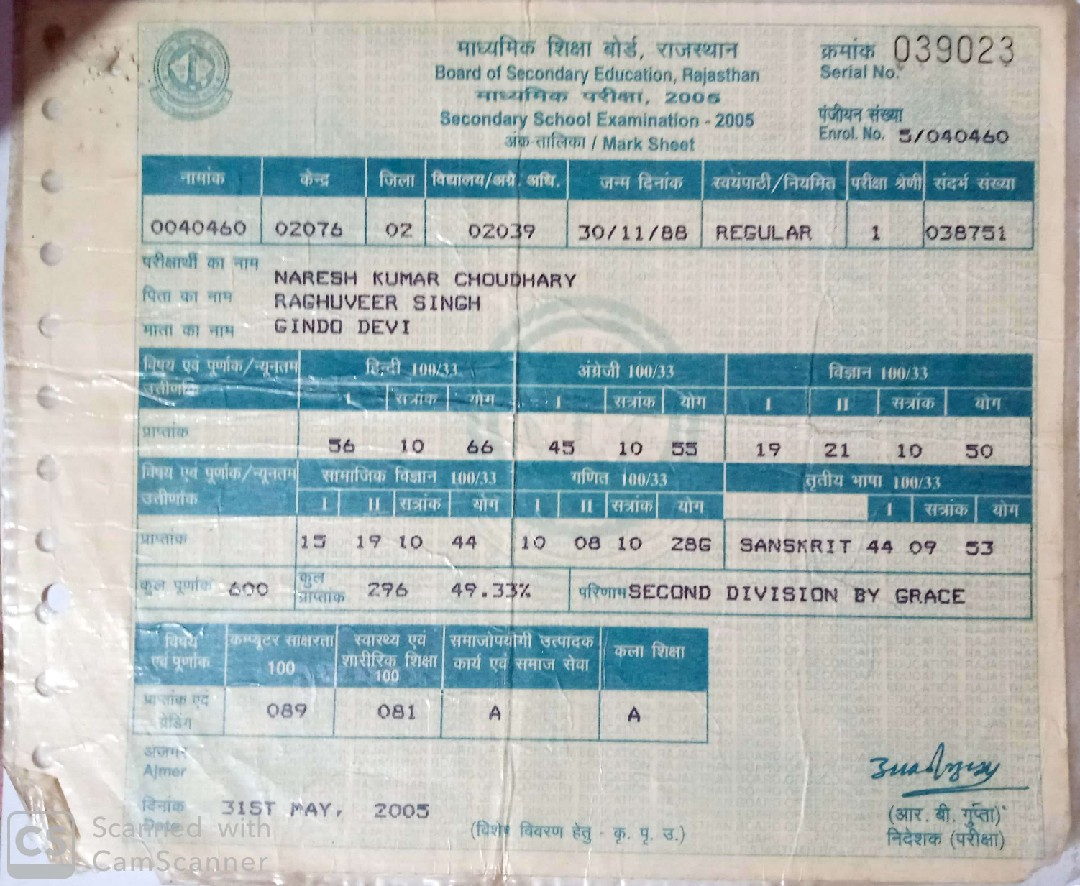 माध्यमिक शिक्षा बोर्ड, राजस्थान
Board of Secondary Education, Rajasthan
माध्यमिक परीक्षा, 2005
Secondary School Examination - 2005
अंक-तालिका / Mark Sheet
क्रमांक 039023
Serial No.
पंजीयन संख्या
Enrol. No. S/040460
नामांक केन्द्र जिला विद्यालय/अग्रे. अधि. जन्म दिनांक स्वयंपाठी/नियमित परीक्षा श्रेणी संदर्भ संख्या
0040460 02076 02 02039 30/11/88 REGULAR 1 038751
परीक्षार्थी का नाम NARESH KUMAR CHOUDHARY
पिता का नाम RAGHUVEER SINGH
माता का नाम GINDO DEVI
विषय एवं पूर्णांक/न्यूनतम हिन्दी 100/33 अंग्रेजी 100/33 विज्ञान 100/33
उत्तीर्णांक I सत्रांक योग I सत्रांक योग I II सत्रांक योग
प्राप्तांक 56 10 66 45 10 55 19 21 10 50
विषय एवं पूर्णांक/न्यूनतम सामाजिक विज्ञान 100/33 गणित 100/33 तृतीय भाषा 100/33
उत्तीर्णांक I II सत्रांक योग I II सत्रांक योग I सत्रांक योग
प्राप्तांक 15 19 10 44 10 08 10 28G SANSKRIT 44 09 53
कुल पूर्णांक 600 कुल प्राप्तांक 296 49.33% परिणाम SECOND DIVISION BY GRACE
विषय एवं पूर्णांक कम्प्यूटर साक्षरता 100 स्वास्थ्य एवं शारीरिक शिक्षा 100 समाजोपयोगी उत्पादक कार्य एवं समाज सेवा कला शिक्षा
प्राप्तांक एवं ग्रेडिंग 089 081 A A
अजमेर
Ajmer
दिनांक 31ST MAY, 2005
Date
(विशेष विवरण हेतु - कृ. पृ. उ.)
(आर. बी. गुप्ता)
निदेशक (परीक्षा)
CS Scanned with
CamScanner